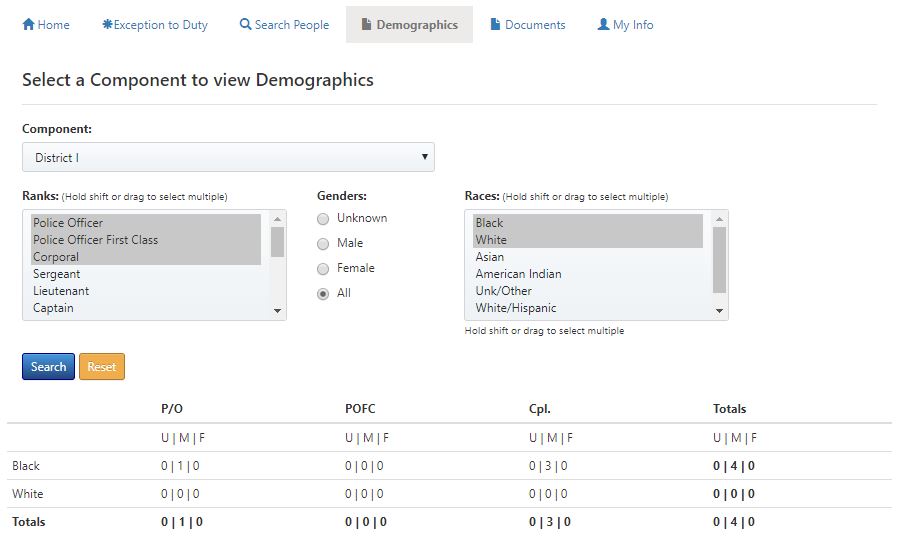 Home Exception to Duty Search People Demographics Documents My Info
Select a Component to view Demographics
Component:
District I
Ranks: (Hold shift or drag to select multiple)
Police Officer
Police Officer First Class
Corporal
Sergeant
Lieutenant
Captain
Genders:
Unknown
Male
Female
All
Races: (Hold shift or drag to select multiple)
Black
White
Asian
American Indian
Unk/Other
White/Hispanic
Hold shift or drag to select multiple
Search Reset
P/O POFC Cpl. Totals
U | M | F U | M | F U | M | F U | M | F
Black 0 | 1 | 0 0 | 0 | 0 0 | 3 | 0 0 | 4 | 0
White 0 | 0 | 0 0 | 0 | 0 0 | 0 | 0 0 | 0 | 0
Totals 0 | 1 | 0 0 | 0 | 0 0 | 3 | 0 0 | 4 | 0